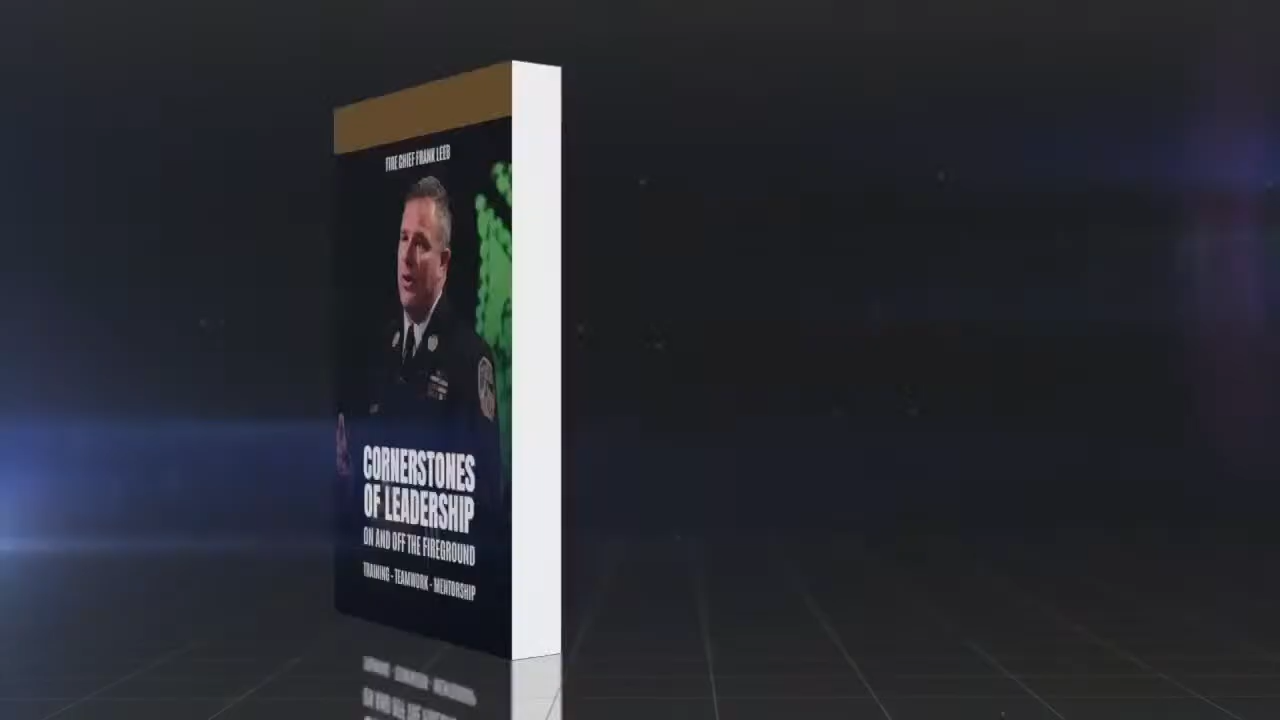 FIRE CHIEF FRANK LEEB
CORNERSTONES
OF LEADERSHIP
ON AND OFF THE FIREGROUND
TRAINING - TEAMWORK - MENTORSHIP